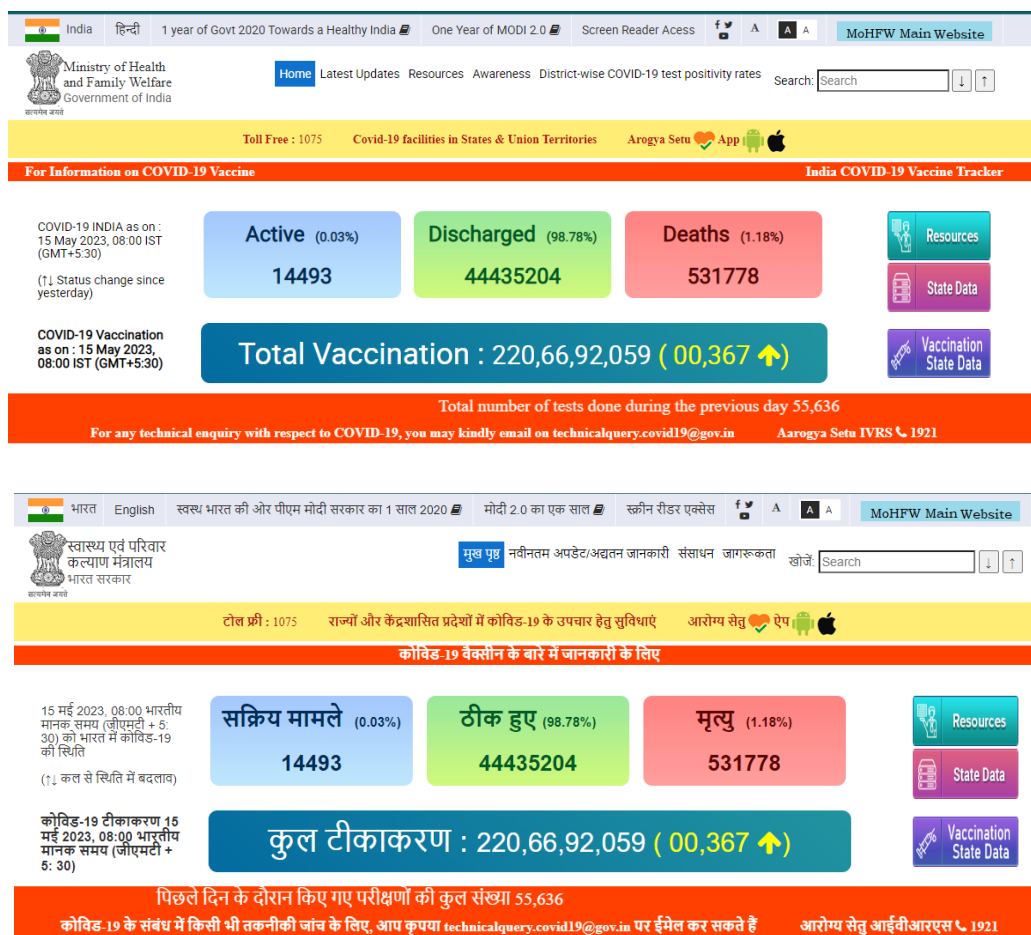 India हिन्दी 1 year of Govt 2020 Towards a Healthy India One Year of MODI 2.0 Screen Reader Acess A A A MoHFW Main Website
Ministry of Health
and Family Welfare
Government of India
सत्यमेव जयते
Home Latest Updates Resources Awareness District-wise COVID-19 test positivity rates Search: Search ↓ ↑
Toll Free : 1075 Covid-19 facilities in States & Union Territories Arogya Setu App
For Information on COVID-19 Vaccine India COVID-19 Vaccine Tracker
COVID-19 INDIA as on :
15 May 2023, 08:00 IST
(GMT+5:30)
(↑↓ Status change since
yesterday)
Active (0.03%)
14493
Discharged (98.78%)
44435204
Deaths (1.18%)
531778
Resources
State Data
COVID-19 Vaccination
as on : 15 May 2023,
08:00 IST (GMT+5:30)
Total Vaccination : 220,66,92,059 ( 00,367 ↑)
Vaccination
State Data
Total number of tests done during the previous day 55,636
For any technical enquiry with respect to COVID-19, you may kindly email on technicalquery.covid19@gov.in Aarogya Setu IVRS 1921
भारत English स्वस्थ भारत की ओर पीएम मोदी सरकार का 1 साल 2020 मोदी 2.0 का एक साल स्क्रीन रीडर एक्सेस A A A MoHFW Main Website
स्वास्थ्य एवं परिवार
कल्याण मंत्रालय
भारत सरकार
सत्यमेव जयते
मुख पृष्ठ नवीनतम अपडेट/अद्यतन जानकारी संसाधन जागरूकता खोजें: Search ↓ ↑
टोल फ्री : 1075 राज्यों और केंद्रशासित प्रदेशों में कोविड-19 के उपचार हेतु सुविधाएं आरोग्य सेतु ऐप
कोविड-19 वैक्सीन के बारे में जानकारी के लिए
15 मई 2023, 08:00 भारतीय
मानक समय (जीएमटी + 5:
30) को भारत में कोविड-19
की स्थिति
(↑↓ कल से स्थिति में बदलाव)
सक्रिय मामले (0.03%)
14493
ठीक हुए (98.78%)
44435204
मृत्यु (1.18%)
531778
Resources
State Data
कोविड-19 टीकाकरण 15
मई 2023, 08:00 भारतीय
मानक समय (जीएमटी +
5: 30)
कुल टीकाकरण : 220,66,92,059 ( 00,367 ↑)
Vaccination
State Data
पिछले दिन के दौरान किए गए परीक्षणों की कुल संख्या 55,636
कोविड-19 के संबंध में किसी भी तकनीकी जांच के लिए, आप कृपया technicalquery.covid19@gov.in पर ईमेल कर सकते हैं आरोग्य सेतु आईवीआरएस 1921